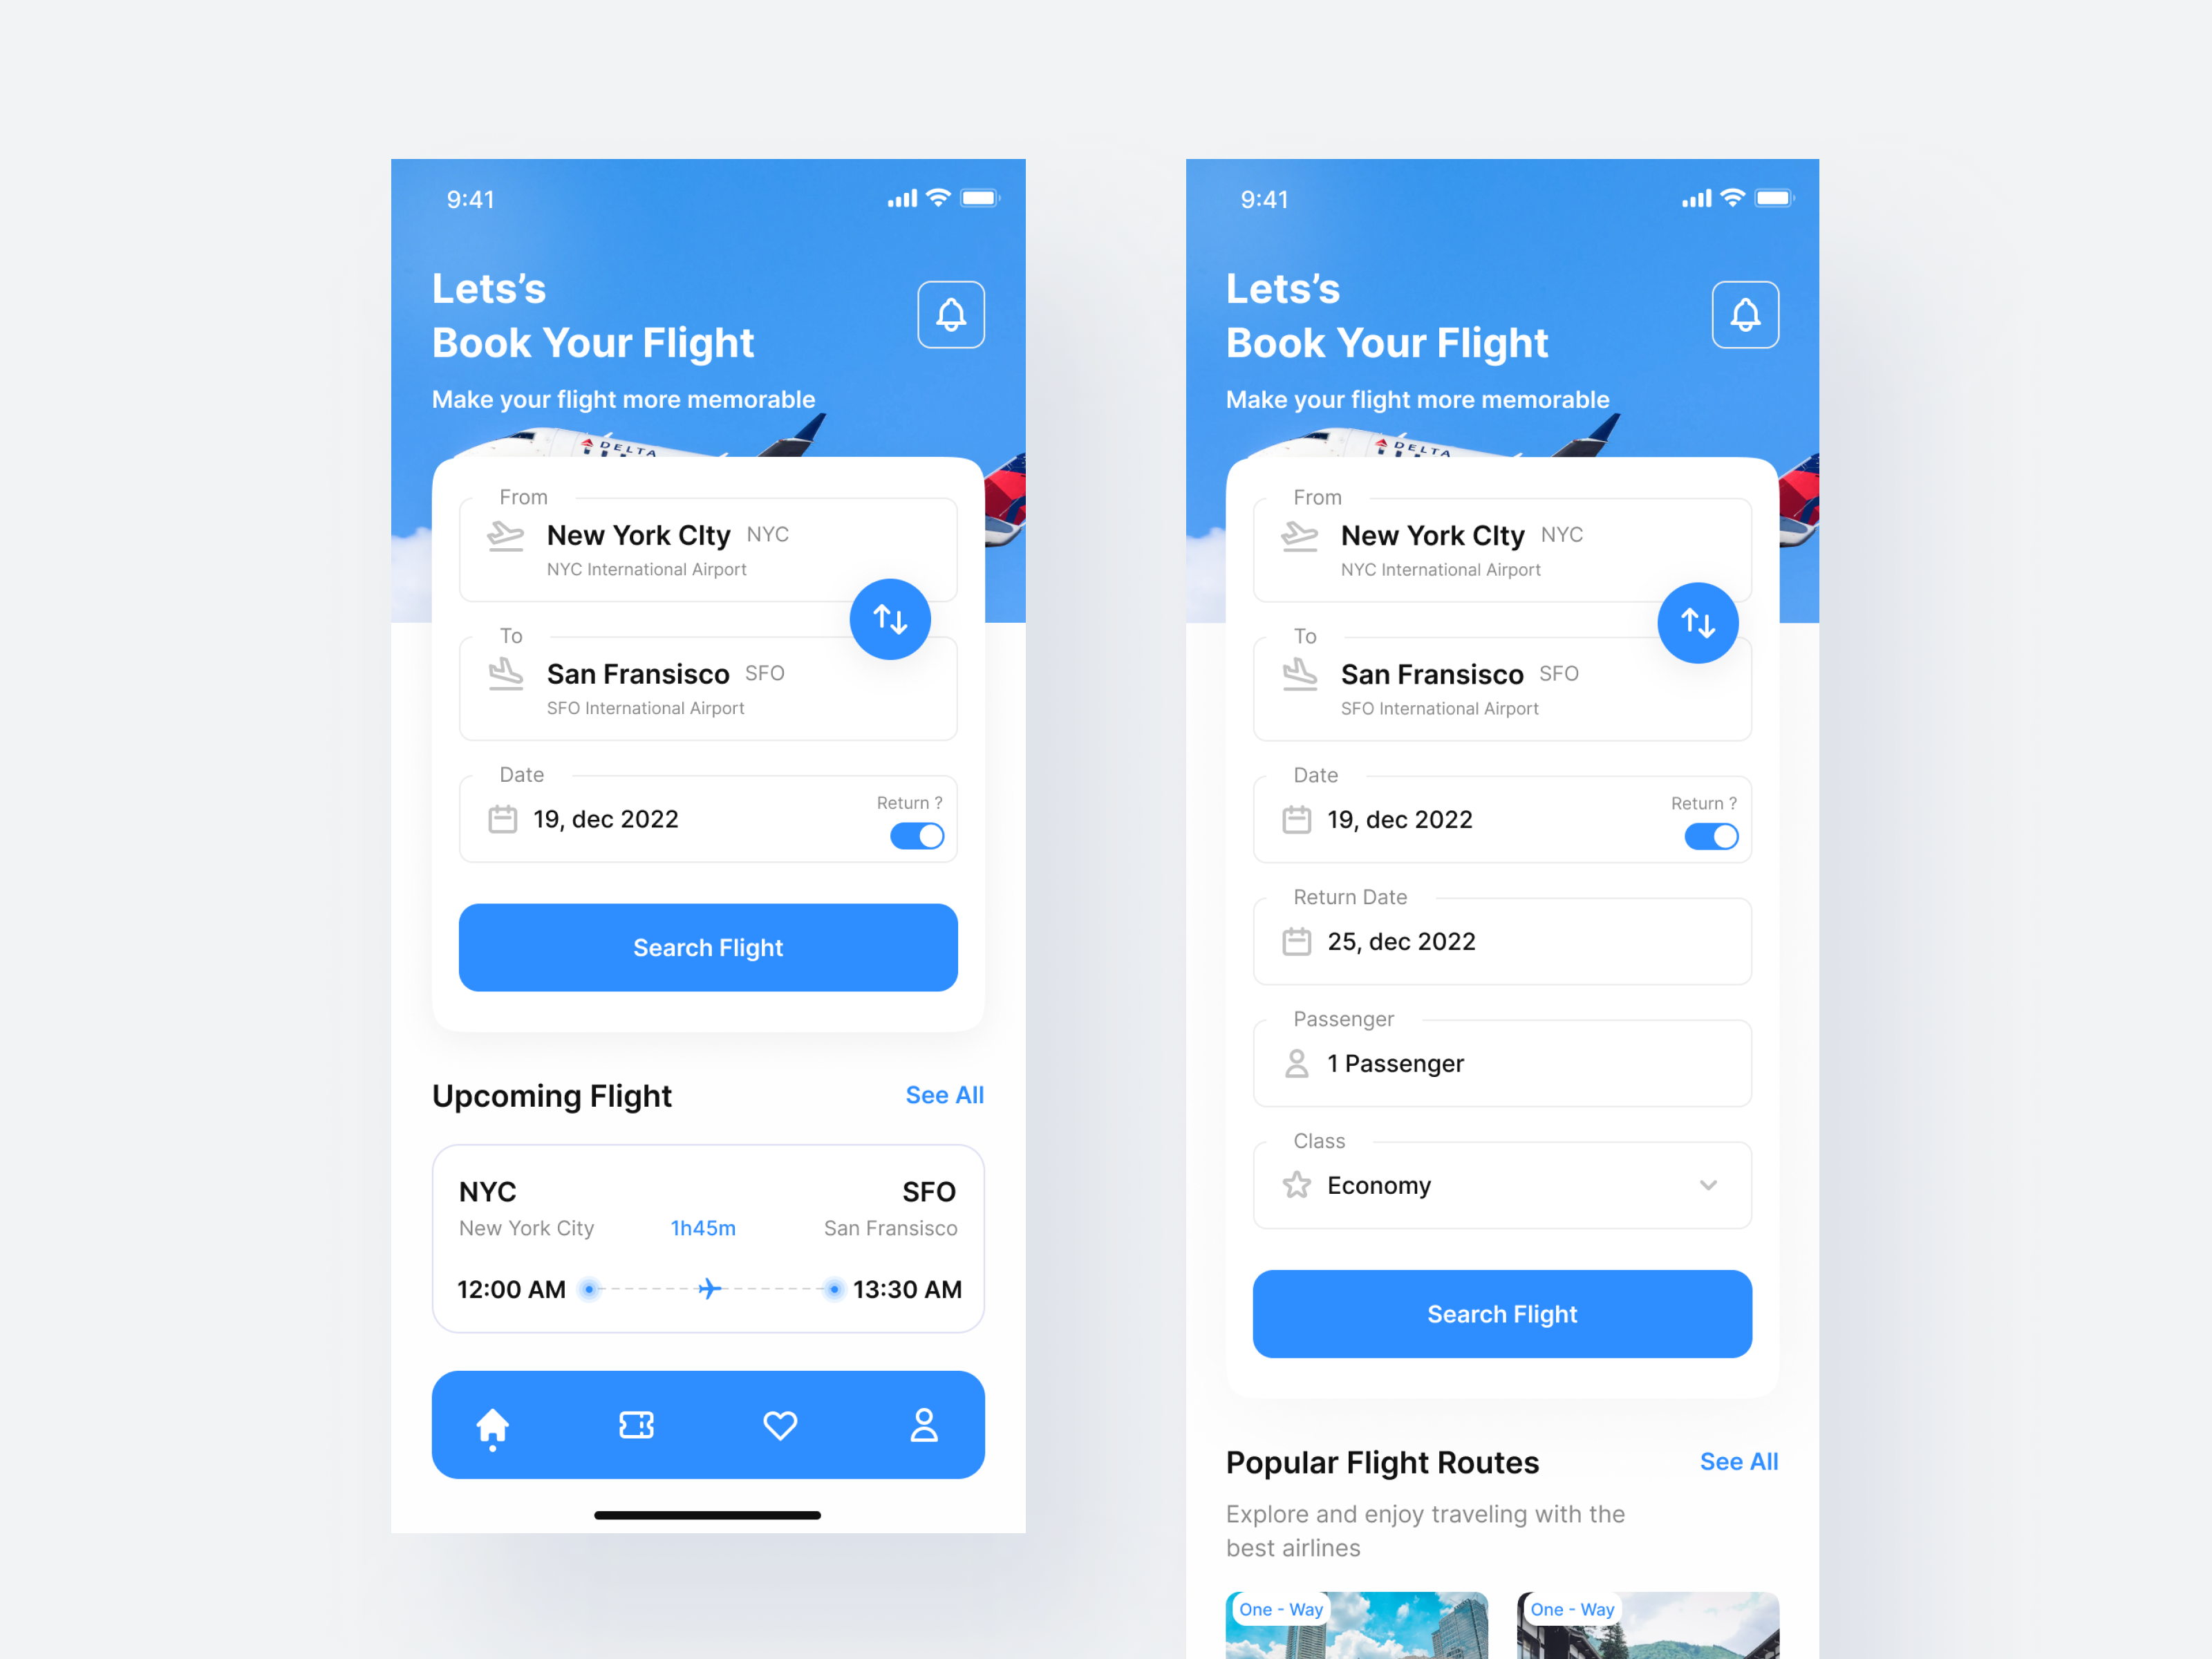 9:41
Lets’s
Book Your Flight
Make your flight more memorable
DELTA
From
New York CIty NYC
NYC International Airport
To
San Fransisco SFO
SFO International Airport
Date
19, dec 2022
Return ?
Search Flight
Upcoming Flight See All
NYC SFO
New York City 1h45m San Fransisco
12:00 AM 13:30 AM
9:41
Lets’s
Book Your Flight
Make your flight more memorable
DELTA
From
New York CIty NYC
NYC International Airport
To
San Fransisco SFO
SFO International Airport
Date
19, dec 2022
Return ?
Return Date
25, dec 2022
Passenger
1 Passenger
Class
Economy
Search Flight
Popular Flight Routes See All
Explore and enjoy traveling with the
best airlines
One - Way
One - Way